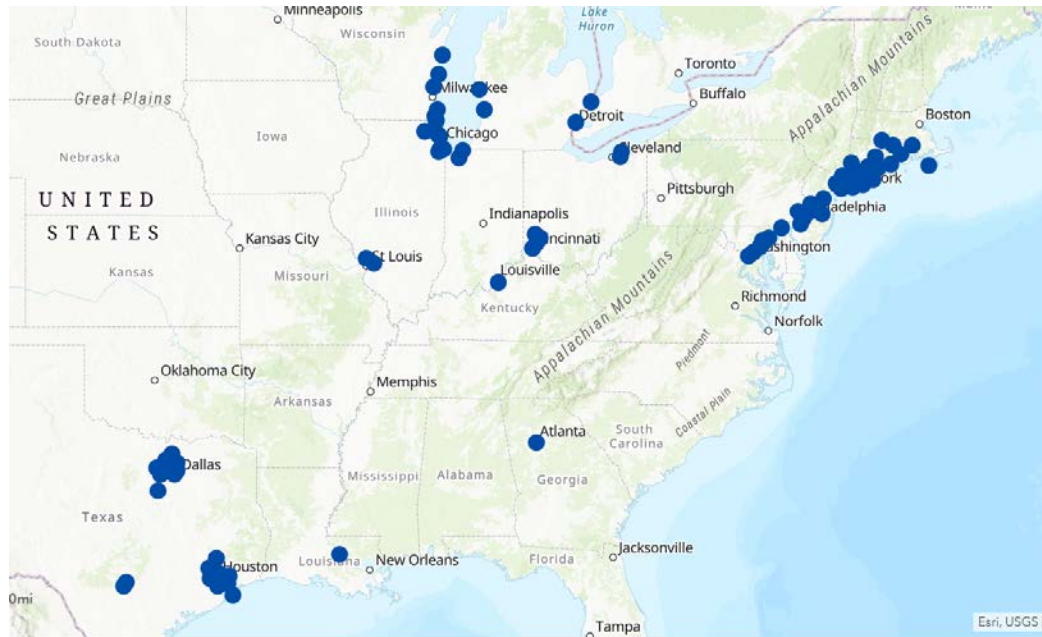 Minneapolis
Lake
Huron
Maine
South Dakota
Wisconsin
Toronto
Great Plains
Milwaukee
Buffalo
Appalachian Mountains
Detroit
Boston
Iowa
Chicago
Nebraska
Cleveland
UNITED
STATES
Illinois
Indianapolis
Pittsburgh
York
Philadelphia
Kansas City
Cincinnati
Washington
Kansas
Missouri
St Louis
Louisville
Kentucky
Appalachian Mountains
Richmond
Norfolk
Piedmont
Oklahoma City
Memphis
Arkansas
Coastal Plain
Atlanta
South
Carolina
Dallas
Mississippi
Alabama
Georgia
Texas
Houston
Louisiana
New Orleans
Florida
Jacksonville
0mi
Tampa
Esri, USGS